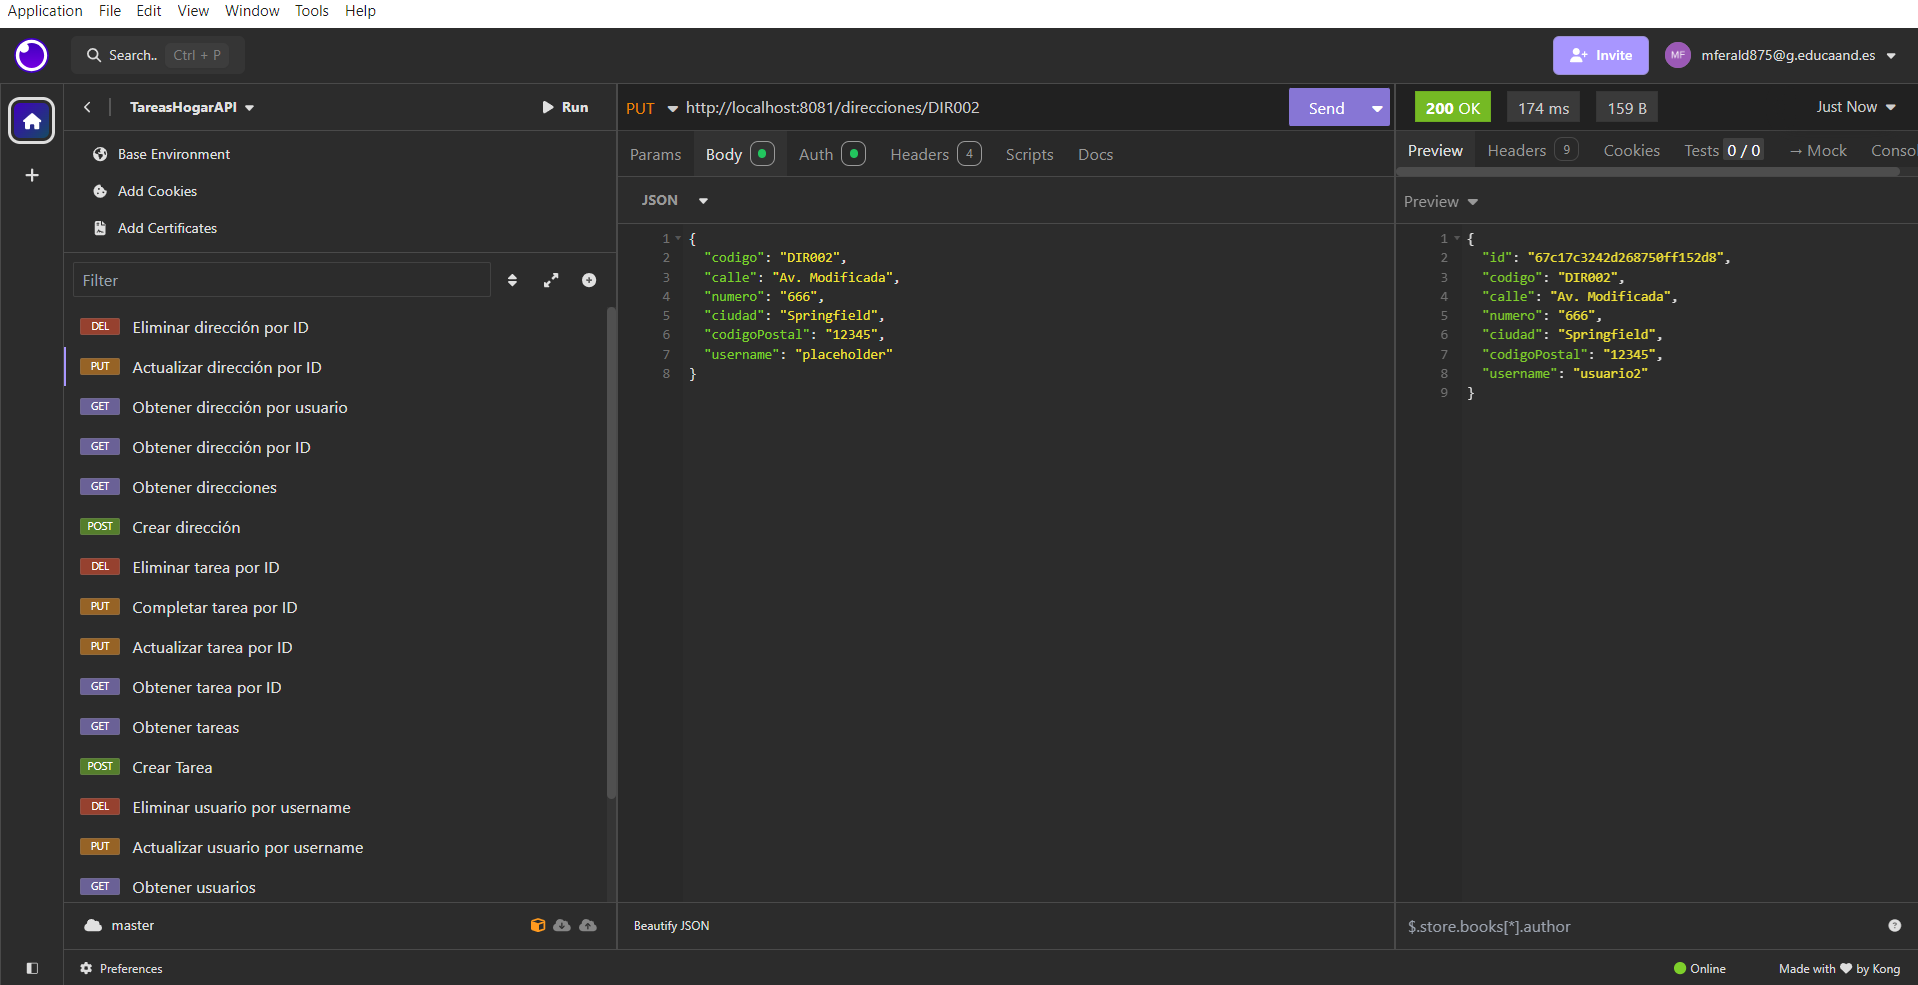 Application File Edit View Window Tools Help
Search.. Ctrl + P
Invite
MF mferald875@g.educaand.es
TareasHogarAPI
Run
Base Environment
Add Cookies
Add Certificates
Filter
DEL Eliminar dirección por ID
PUT Actualizar dirección por ID
GET Obtener dirección por usuario
GET Obtener dirección por ID
GET Obtener direcciones
POST Crear dirección
DEL Eliminar tarea por ID
PUT Completar tarea por ID
PUT Actualizar tarea por ID
GET Obtener tarea por ID
GET Obtener tareas
POST Crear Tarea
DEL Eliminar usuario por username
PUT Actualizar usuario por username
GET Obtener usuarios
master
Preferences
PUT http://localhost:8081/direcciones/DIR002
Send
Params Body Auth Headers 4 Scripts Docs
JSON
1 {
2 "codigo": "DIR002",
3 "calle": "Av. Modificada",
4 "numero": "666",
5 "ciudad": "Springfield",
6 "codigoPostal": "12345",
7 "username": "placeholder"
8 }
Beautify JSON
200 OK 174 ms 159 B Just Now
Preview Headers 9 Cookies Tests 0 / 0 → Mock Conso
Preview
1 {
2 "id": "67c17c3242d268750ff152d8",
3 "codigo": "DIR002",
4 "calle": "Av. Modificada",
5 "numero": "666",
6 "ciudad": "Springfield",
7 "codigoPostal": "12345",
8 "username": "usuario2"
9 }
$.store.books[*].author
Online
Made with ♥ by Kong